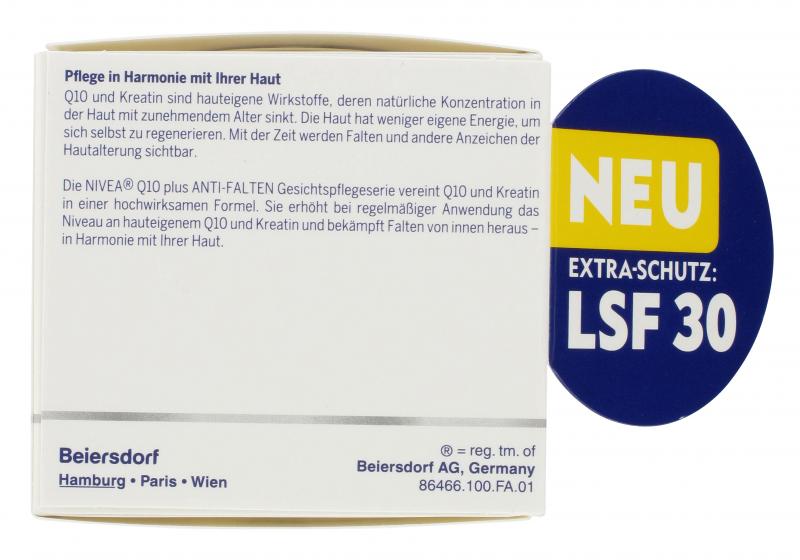 Pflege in Harmonie mit Ihrer Haut
Q10 und Kreatin sind hauteigene Wirkstoffe, deren natürliche Konzentration in
der Haut mit zunehmendem Alter sinkt. Die Haut hat weniger eigene Energie, um
sich selbst zu regenerieren. Mit der Zeit werden Falten und andere Anzeichen der
Hautalterung sichtbar.
Die NIVEA® Q10 plus ANTI-FALTEN Gesichtspflegeserie vereint Q10 und Kreatin
in einer hochwirksamen Formel. Sie erhöht bei regelmäßiger Anwendung das
Niveau an hauteigenem Q10 und Kreatin und bekämpft Falten von innen heraus –
in Harmonie mit Ihrer Haut.
NEU
EXTRA-SCHUTZ:
LSF 30
Beiersdorf
Hamburg • Paris • Wien
® = reg. tm. of
Beiersdorf AG, Germany
86466.100.FA.01